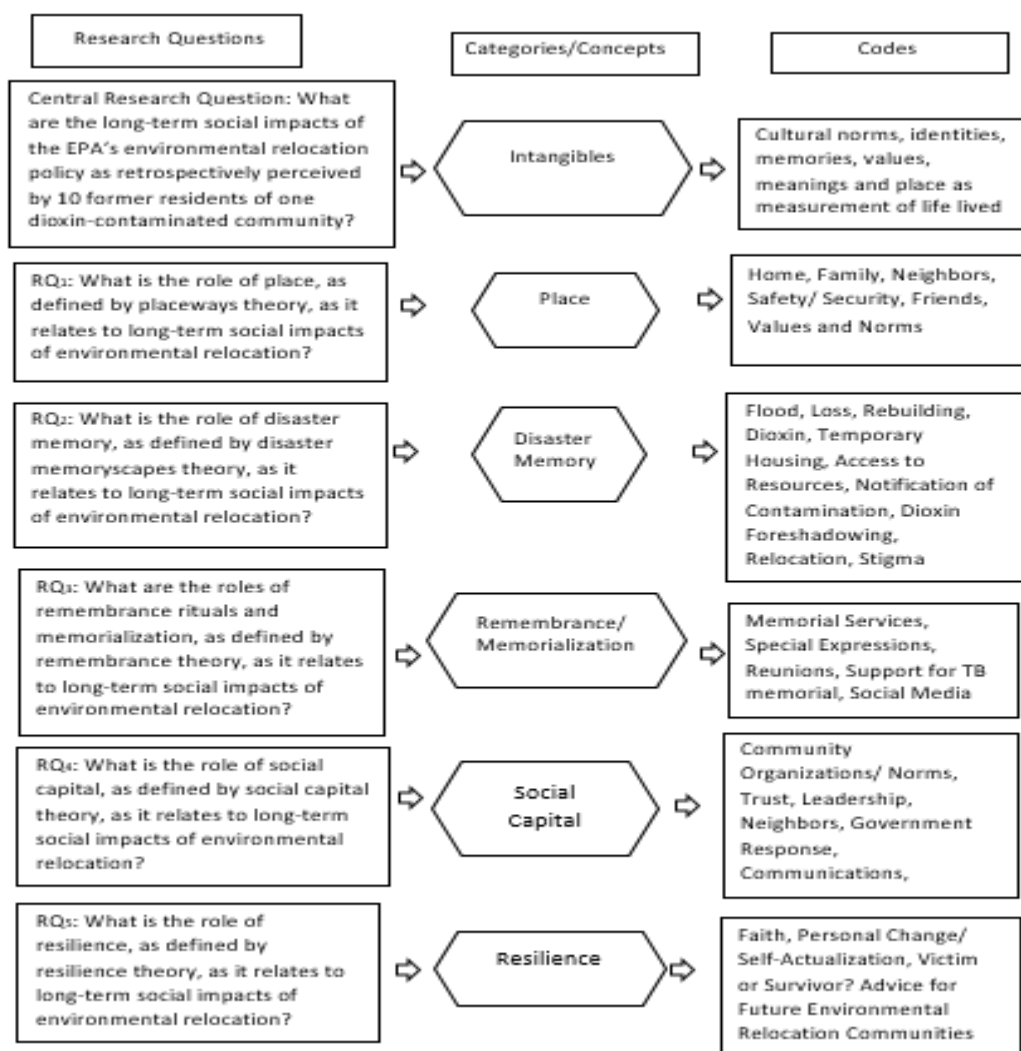 Research Questions
Categories/Concepts
Codes
Central Research Question: What
are the long-term social impacts of
the EPA's environmental relocation
policy as retrospectively perceived
by 10 former residents of one
dioxin-contaminated community?
Intangibles
Cultural norms, identities,
memories, values,
meanings and place as
measurement of life lived
RQ₁: What is the role of place, as
defined by placeways theory, as it
relates to long-term social impacts
of environmental relocation?
Place
Home, Family, Neighbors,
Safety/ Security, Friends,
Values and Norms
RQ₂: What is the role of disaster
memory, as defined by disaster
memoryscapes theory, as it
relates to long-term social impacts
of environmental relocation?
Disaster
Memory
Flood, Loss, Rebuilding,
Dioxin, Temporary
Housing, Access to
Resources, Notification of
Contamination, Dioxin
Foreshadowing,
Relocation, Stigma
RQ₃: What are the roles of
remembrance rituals and
memorialization, as defined by
remembrance theory, as it relates
to long-term social impacts of
environmental relocation?
Remembrance/
Memorialization
Memorial Services,
Special Expressions,
Reunions, Support for TB
memorial, Social Media
RQ₄: What is the role of social
capital, as defined by social capital
theory, as it relates to long-term
social impacts of environmental
relocation?
Social
Capital
Community
Organizations/ Norms,
Trust, Leadership,
Neighbors, Government
Response,
Communications,
RQ₅: What is the role of
resilience, as defined by
resilience theory, as it relates to
long-term social impacts of
environmental relocation?
Resilience
Faith, Personal Change/
Self-Actualization, Victim
or Survivor? Advice for
Future Environmental
Relocation Communities